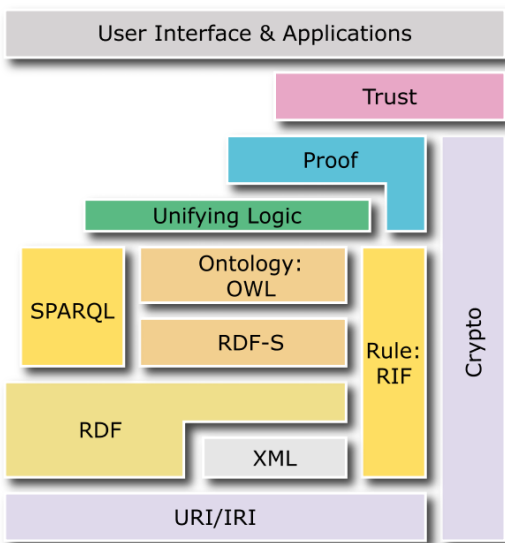 User Interface & Applications
Trust
Proof
Unifying Logic
Ontology:
OWL
SPARQL
RDF-S
Rule:
RIF
Crypto
RDF
XML
URI/IRI